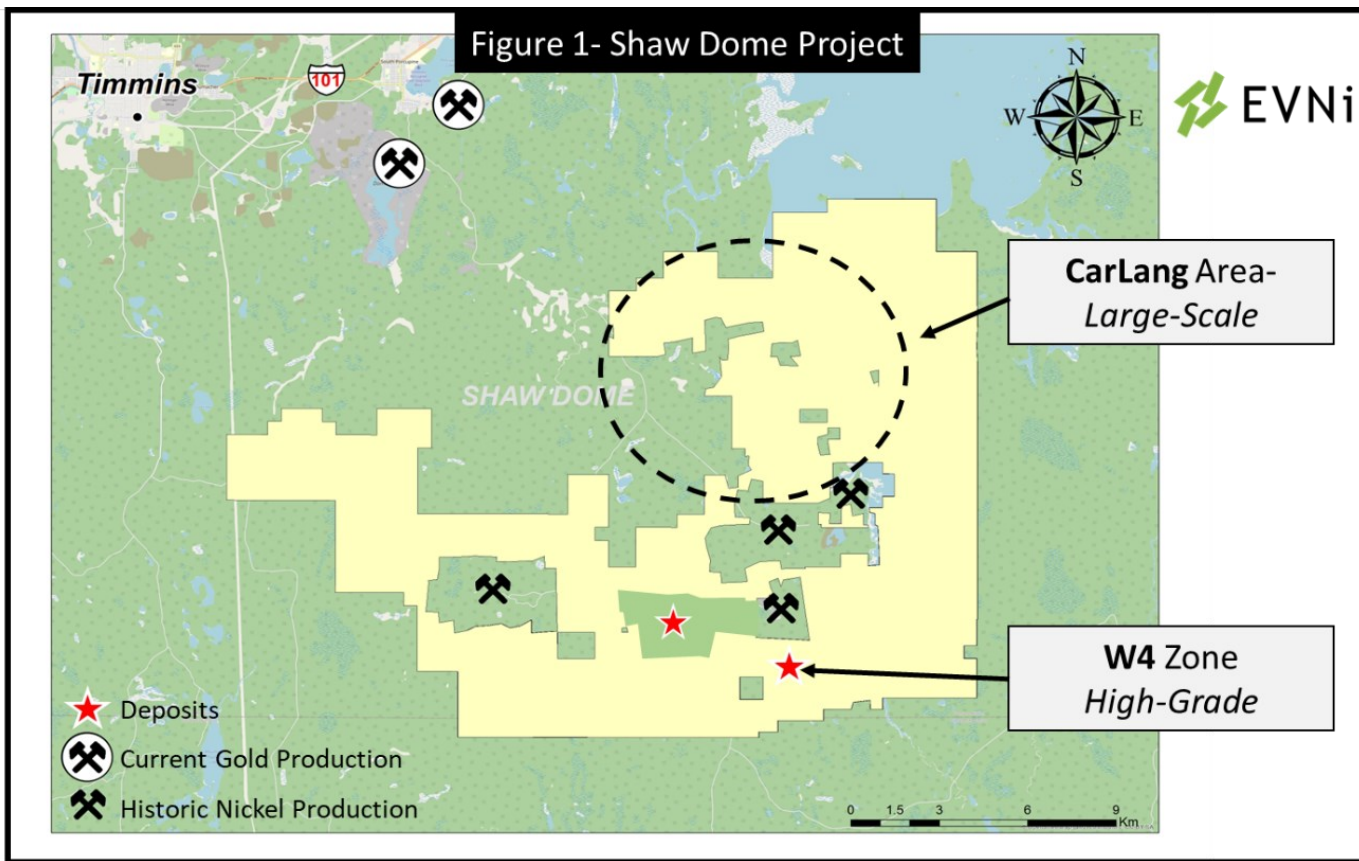 Figure 1- Shaw Dome Project
Timmins
101
N
W
E
S
EVNi
CarLang Area-
Large-Scale
SHAW DOME
W4 Zone
High-Grade
Deposits
Current Gold Production
Historic Nickel Production
0 1.5 3 6 9
Km